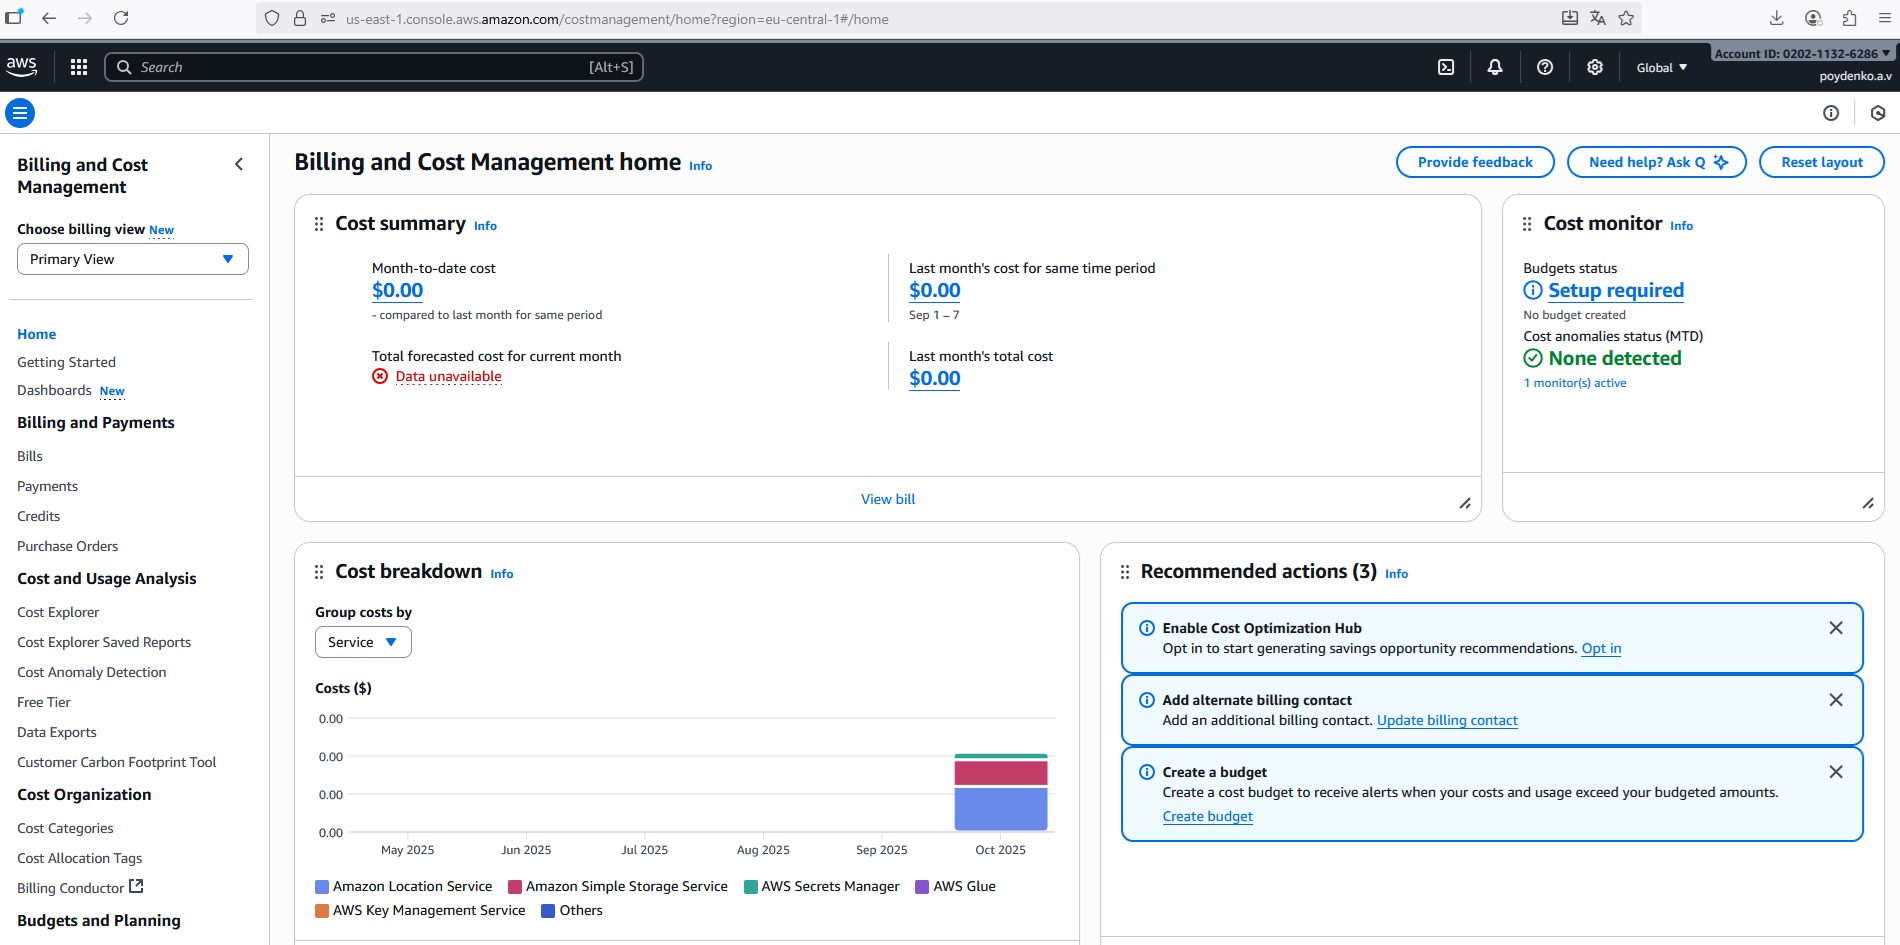 us-east-1.console.aws.amazon.com/costmanagement/home?region=eu-central-1#/home
aws
Search
[Alt+S]
Global
Account ID: 0202-1132-6286
poydenko.a.v
Billing and Cost Management
Choose billing view New
Primary View
Home
Getting Started
Dashboards New
Billing and Payments
Bills
Payments
Credits
Purchase Orders
Cost and Usage Analysis
Cost Explorer
Cost Explorer Saved Reports
Cost Anomaly Detection
Free Tier
Data Exports
Customer Carbon Footprint Tool
Cost Organization
Cost Categories
Cost Allocation Tags
Billing Conductor
Budgets and Planning
Billing and Cost Management home Info
Provide feedback
Need help? Ask Q
Reset layout
Cost summary Info
Month-to-date cost
$0.00
- compared to last month for same period
Last month's cost for same time period
$0.00
Sep 1 – 7
Total forecasted cost for current month
Data unavailable
Last month's total cost
$0.00
View bill
Cost monitor Info
Budgets status
Setup required
No budget created
Cost anomalies status (MTD)
None detected
1 monitor(s) active
Cost breakdown Info
Group costs by
Service
Costs ($)
0.00
0.00
0.00
0.00
May 2025 Jun 2025 Jul 2025 Aug 2025 Sep 2025 Oct 2025
Amazon Location Service Amazon Simple Storage Service AWS Secrets Manager AWS Glue
AWS Key Management Service Others
Recommended actions (3) Info
Enable Cost Optimization Hub
Opt in to start generating savings opportunity recommendations. Opt in
Add alternate billing contact
Add an additional billing contact. Update billing contact
Create a budget
Create a cost budget to receive alerts when your costs and usage exceed your budgeted amounts.
Create budget